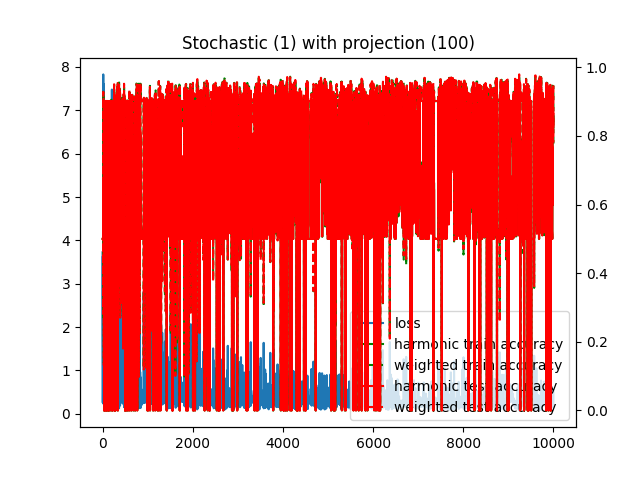 Stochastic (1) with projection (100)
8
7
6
5
4
3
2
1
0
1.0
0.8
0.6
0.4
0.2
0.0
loss
harmonic train accuracy
weighted train accuracy
harmonic test accuracy
weighted test accuracy
0 2000 4000 6000 8000 10000